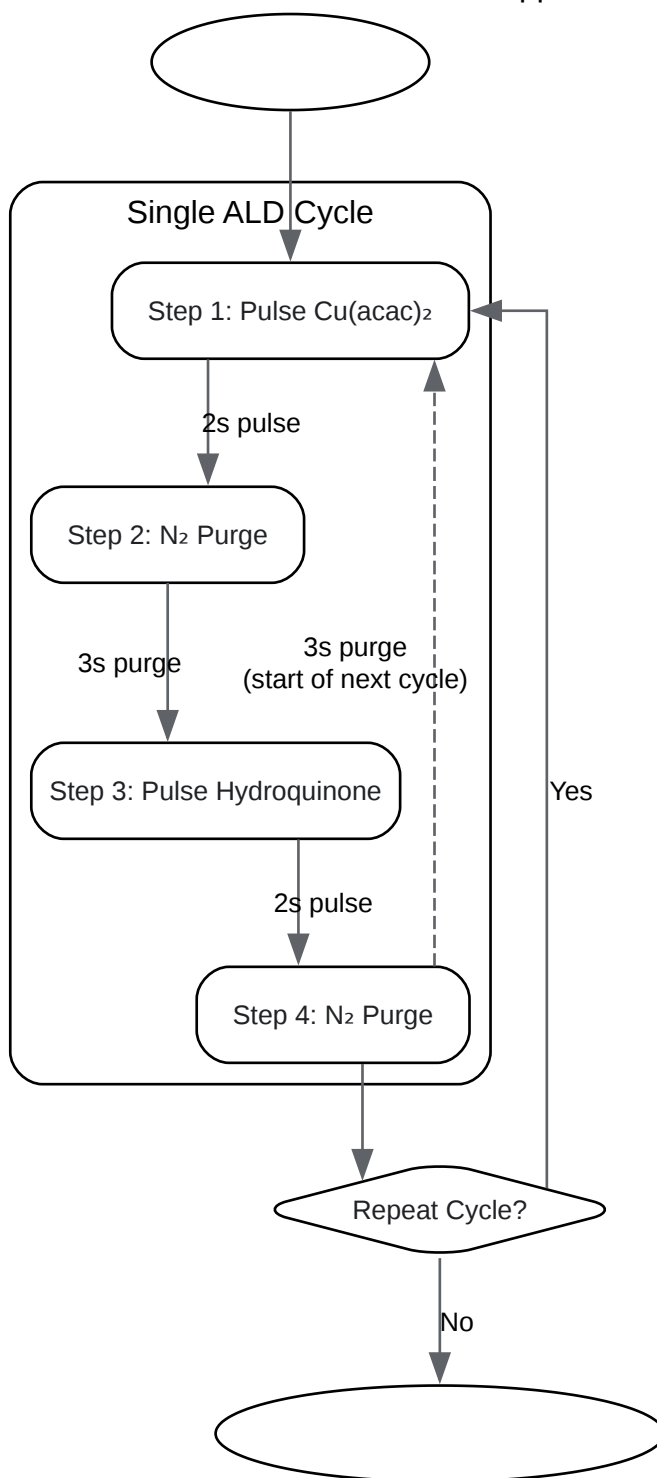 Single ALD Cycle
Step 1: Pulse Cu(acac)₂
2s pulse
Step 2: N₂ Purge
3s purge
3s purge
(start of next cycle)
Step 3: Pulse Hydroquinone
Yes
2s pulse
Step 4: N₂ Purge
Repeat Cycle?
No